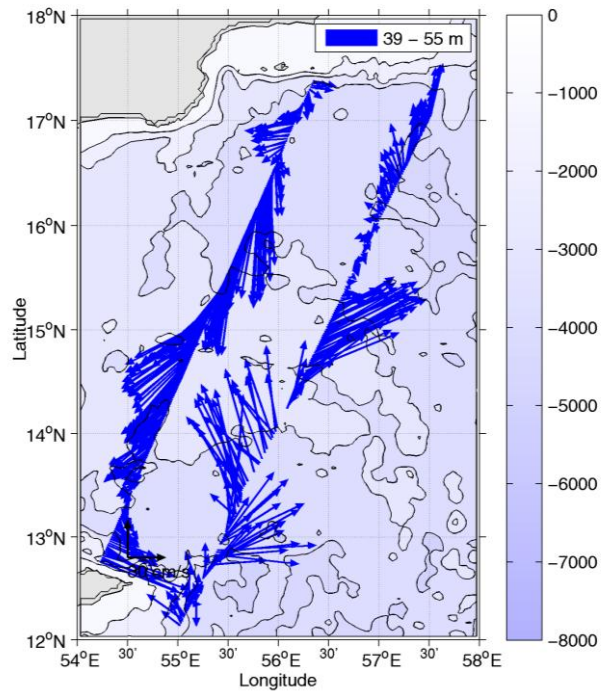 39 – 55 m
18°N
17°N
16°N
15°N
14°N
13°N
12°N
Latitude
cm/s
54°E 30' 55°E 30' 56°E 30' 57°E 30' 58°E
Longitude
0
-1000
-2000
-3000
-4000
-5000
-6000
-7000
-8000